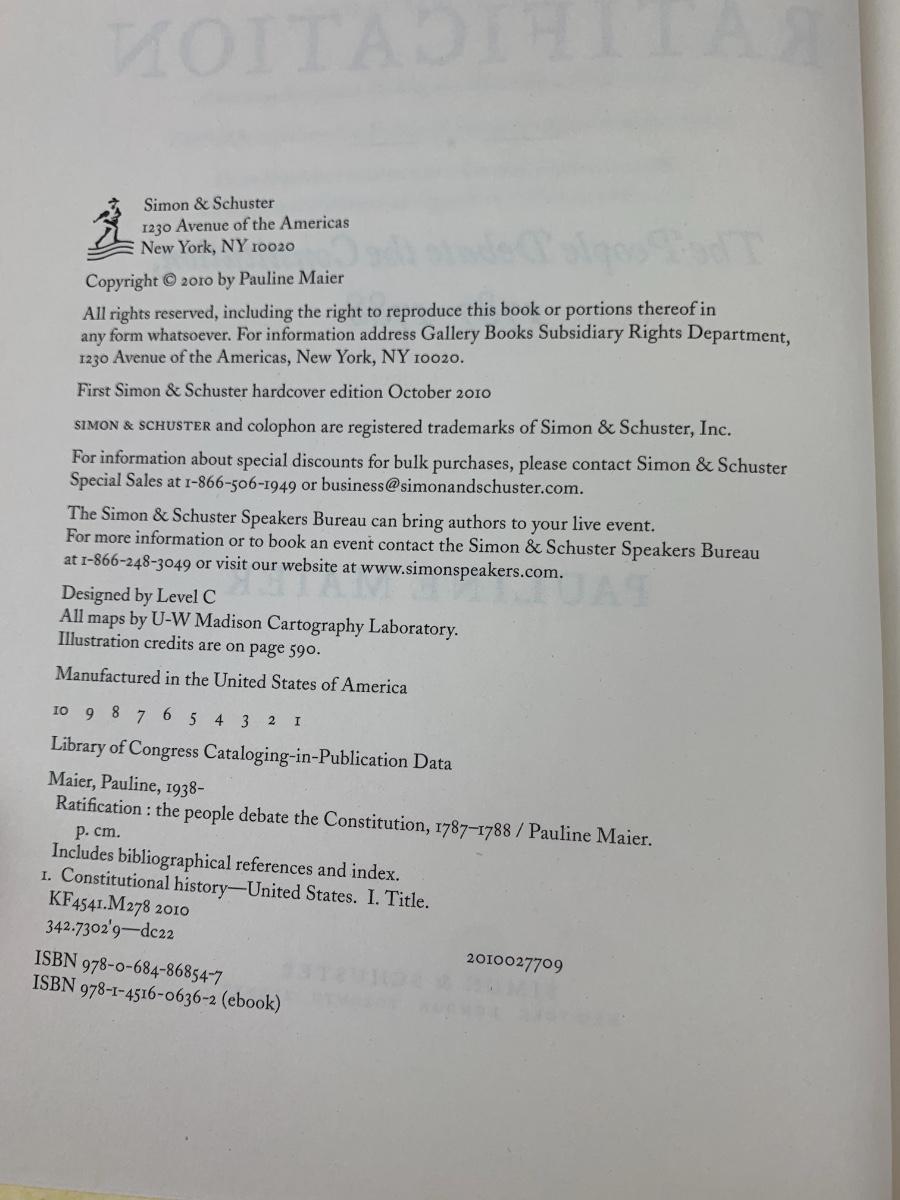 RATIFICATION
The People Debate the
Simon & Schuster
1230 Avenue of the Americas
New York, NY 10020
Copyright © 2010 by Pauline Maier
All rights reserved, including the right to reproduce this book or portions thereof in
any form whatsoever. For information address Gallery Books Subsidiary Rights Department,
1230 Avenue of the Americas, New York, NY 10020.
First Simon & Schuster hardcover edition October 2010
SIMON & SCHUSTER and colophon are registered trademarks of Simon & Schuster, Inc.
For information about special discounts for bulk purchases, please contact Simon & Schuster
Special Sales at 1-866-506-1949 or business@simonandschuster.com.
The Simon & Schuster Speakers Bureau can bring authors to your live event.
For more information or to book an event contact the Simon & Schuster Speakers Bureau
at 1-866-248-3049 or visit our website at www.simonspeakers.com.
PAULINE MAIER
Designed by Level C
All maps by U-W Madison Cartography Laboratory.
Illustration credits are on page 590.
Manufactured in the United States of America
10 9 8 7 6 5 4 3 2 1
Library of Congress Cataloging-in-Publication Data
Maier, Pauline, 1938-
Ratification : the people debate the Constitution, 1787–1788 / Pauline Maier.
p. cm.
Includes bibliographical references and index.
1. Constitutional history—United States. I. Title.
KF4541.M278 2010
342.7302'9—dc22
2010027709
ISBN 978-0-684-86854-7
ISBN 978-1-4516-0636-2 (ebook)
SIMON & SCHUSTER